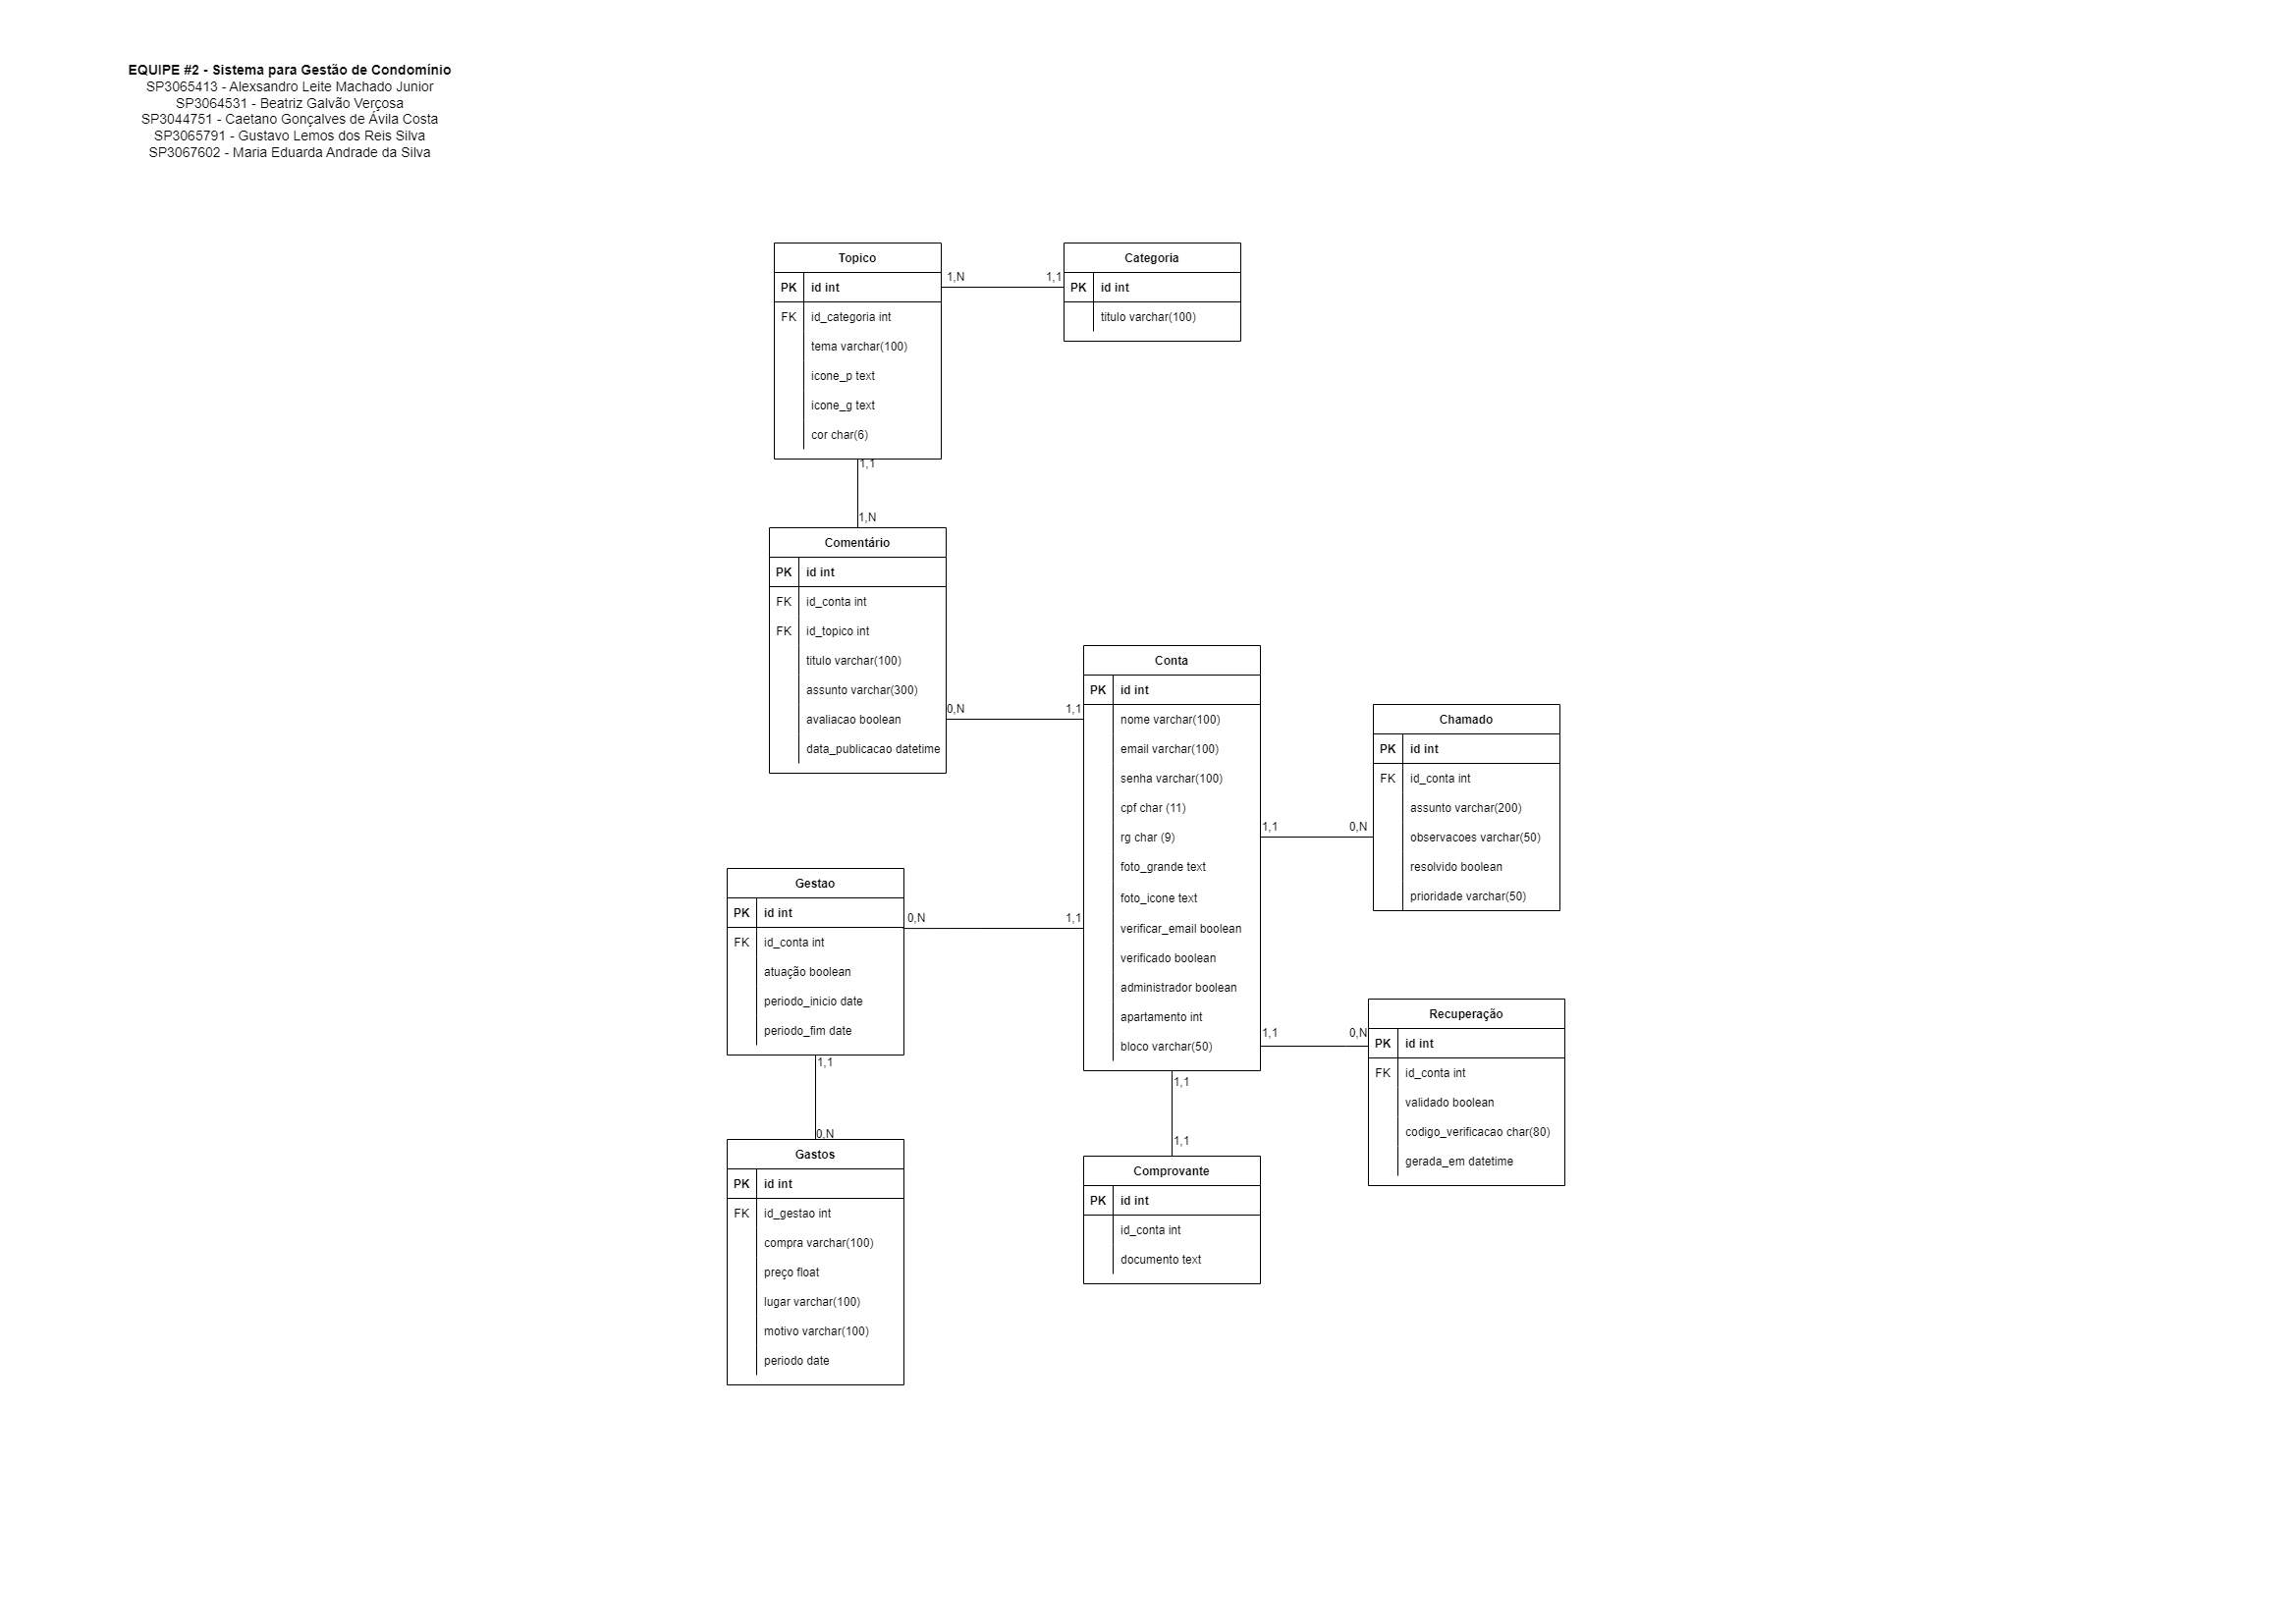 EQUIPE #2 - Sistema para Gestão de Condomínio
SP3065413 - Alexsandro Leite Machado Junior
SP3064531 - Beatriz Galvão Verçosa
SP3044751 - Caetano Gonçalves de Ávila Costa
SP3065791 - Gustavo Lemos dos Reis Silva
SP3067602 - Maria Eduarda Andrade da Silva
Topico
PK id int
FK id_categoria int
tema varchar(100)
icone_p text
icone_g text
cor char(6)
1,N
1,1
Categoria
PK id int
titulo varchar(100)
1,1
1,N
Comentário
PK id int
FK id_conta int
FK id_topico int
titulo varchar(100)
assunto varchar(300)
avaliacao boolean
data_publicacao datetime
0,N
1,1
Conta
PK id int
nome varchar(100)
email varchar(100)
senha varchar(100)
cpf char (11)
rg char (9)
foto_grande text
foto_icone text
verificar_email boolean
verificado boolean
administrador boolean
apartamento int
bloco varchar(50)
1,1
0,N
Chamado
PK id int
FK id_conta int
assunto varchar(200)
observacoes varchar(50)
resolvido boolean
prioridade varchar(50)
Gestao
PK id int
FK id_conta int
atuação boolean
periodo_inicio date
periodo_fim date
0,N
1,1
1,1
0,N
Recuperação
PK id int
FK id_conta int
validado boolean
codigo_verificacao char(80)
gerada_em datetime
1,1
0,N
Gastos
PK id int
FK id_gestao int
compra varchar(100)
preço float
lugar varchar(100)
motivo varchar(100)
periodo date
1,1
1,1
Comprovante
PK id int
id_conta int
documento text